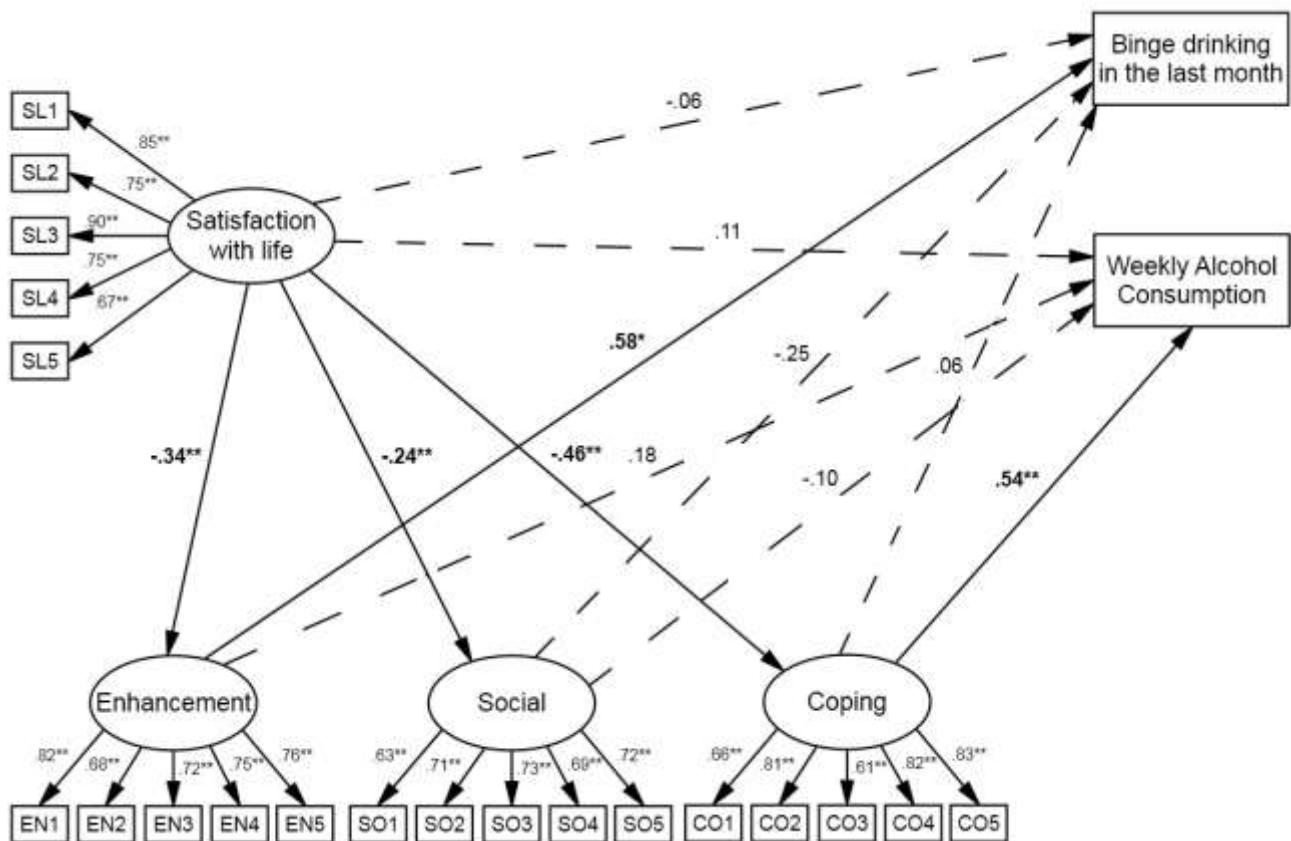 Binge drinking
in the last month
-.06
SL1
.85**
SL2
.75**
SL3
.90**
Satisfaction
with life
.11
SL4
.75**
Weekly Alcohol
Consumption
SL5
.67**
.58*
-.25
.06
-.34**
-.24**
-.46**
.18
-.10
.54**
Enhancement
Social
Coping
.82**
.68**
.72**
.75**
.76**
.63**
.71**
.73**
.69**
.72**
.66**
.81**
.61**
.82**
.83**
EN1
EN2
EN3
EN4
EN5
SO1
SO2
SO3
SO4
SO5
CO1
CO2
CO3
CO4
CO5